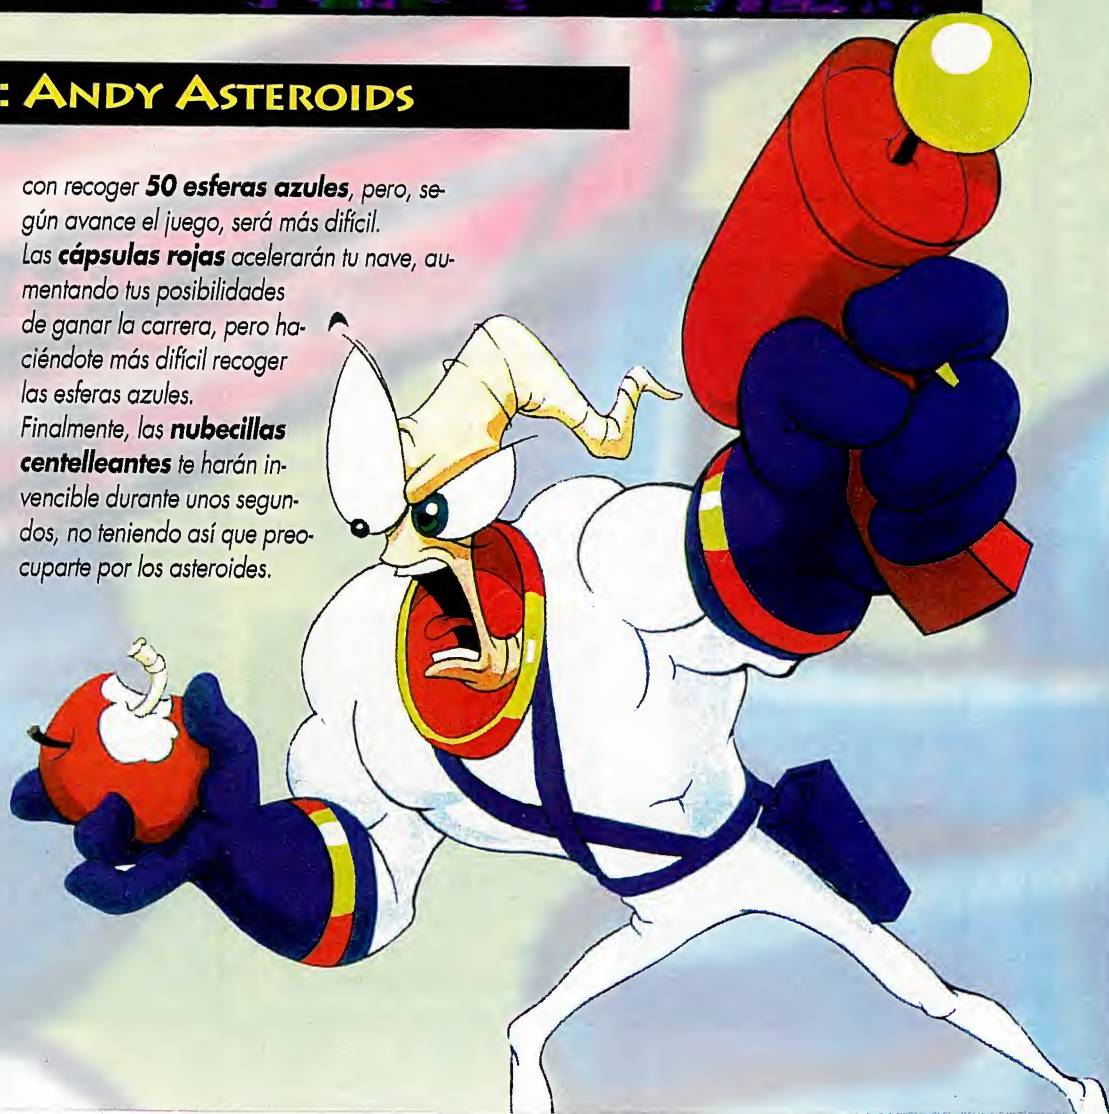 : ANDY ASTEROIDS
con recoger 50 esferas azules, pero, se-
gún avance el juego, será más difícil.
Las cápsulas rojas acelerarán tu nave, au-
mentando tus posibilidades
de ganar la carrera, pero ha-
ciéndote más difícil recoger
las esferas azules.
Finalmente, las nubecillas
centelleantes te harán in-
vencible durante unos segun-
dos, no teniendo así que preo-
cuparte por los asteroides.